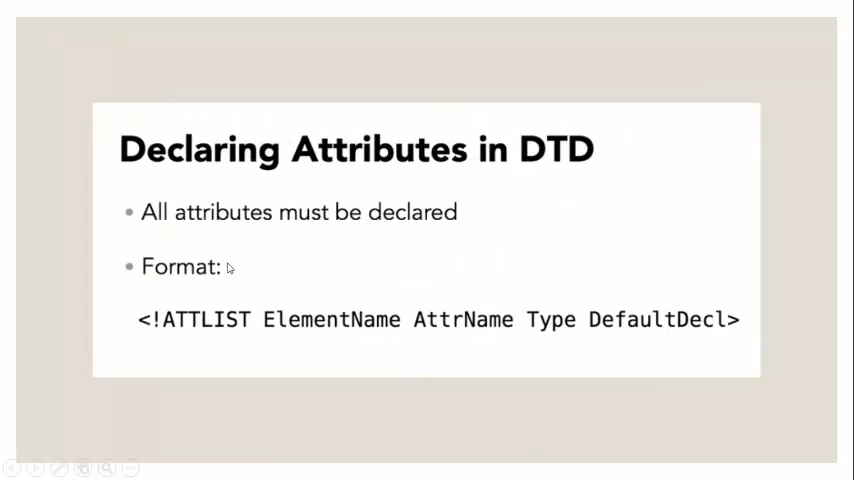 Declaring Attributes in DTD
• All attributes must be declared
• Format:
<!ATTLIST ElementName AttrName Type DefaultDecl>